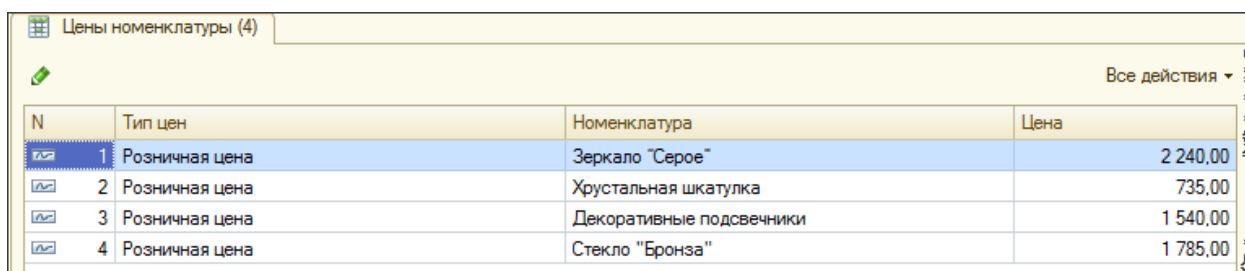 Цены номенклатуры (4)
Все действия
N Тип цен Номенклатура Цена
1 Розничная цена Зеркало "Серое" 2 240,00
2 Розничная цена Хрустальная шкатулка 735,00
3 Розничная цена Декоративные подсвечники 1 540,00
4 Розничная цена Стекло "Бронза" 1 785,00